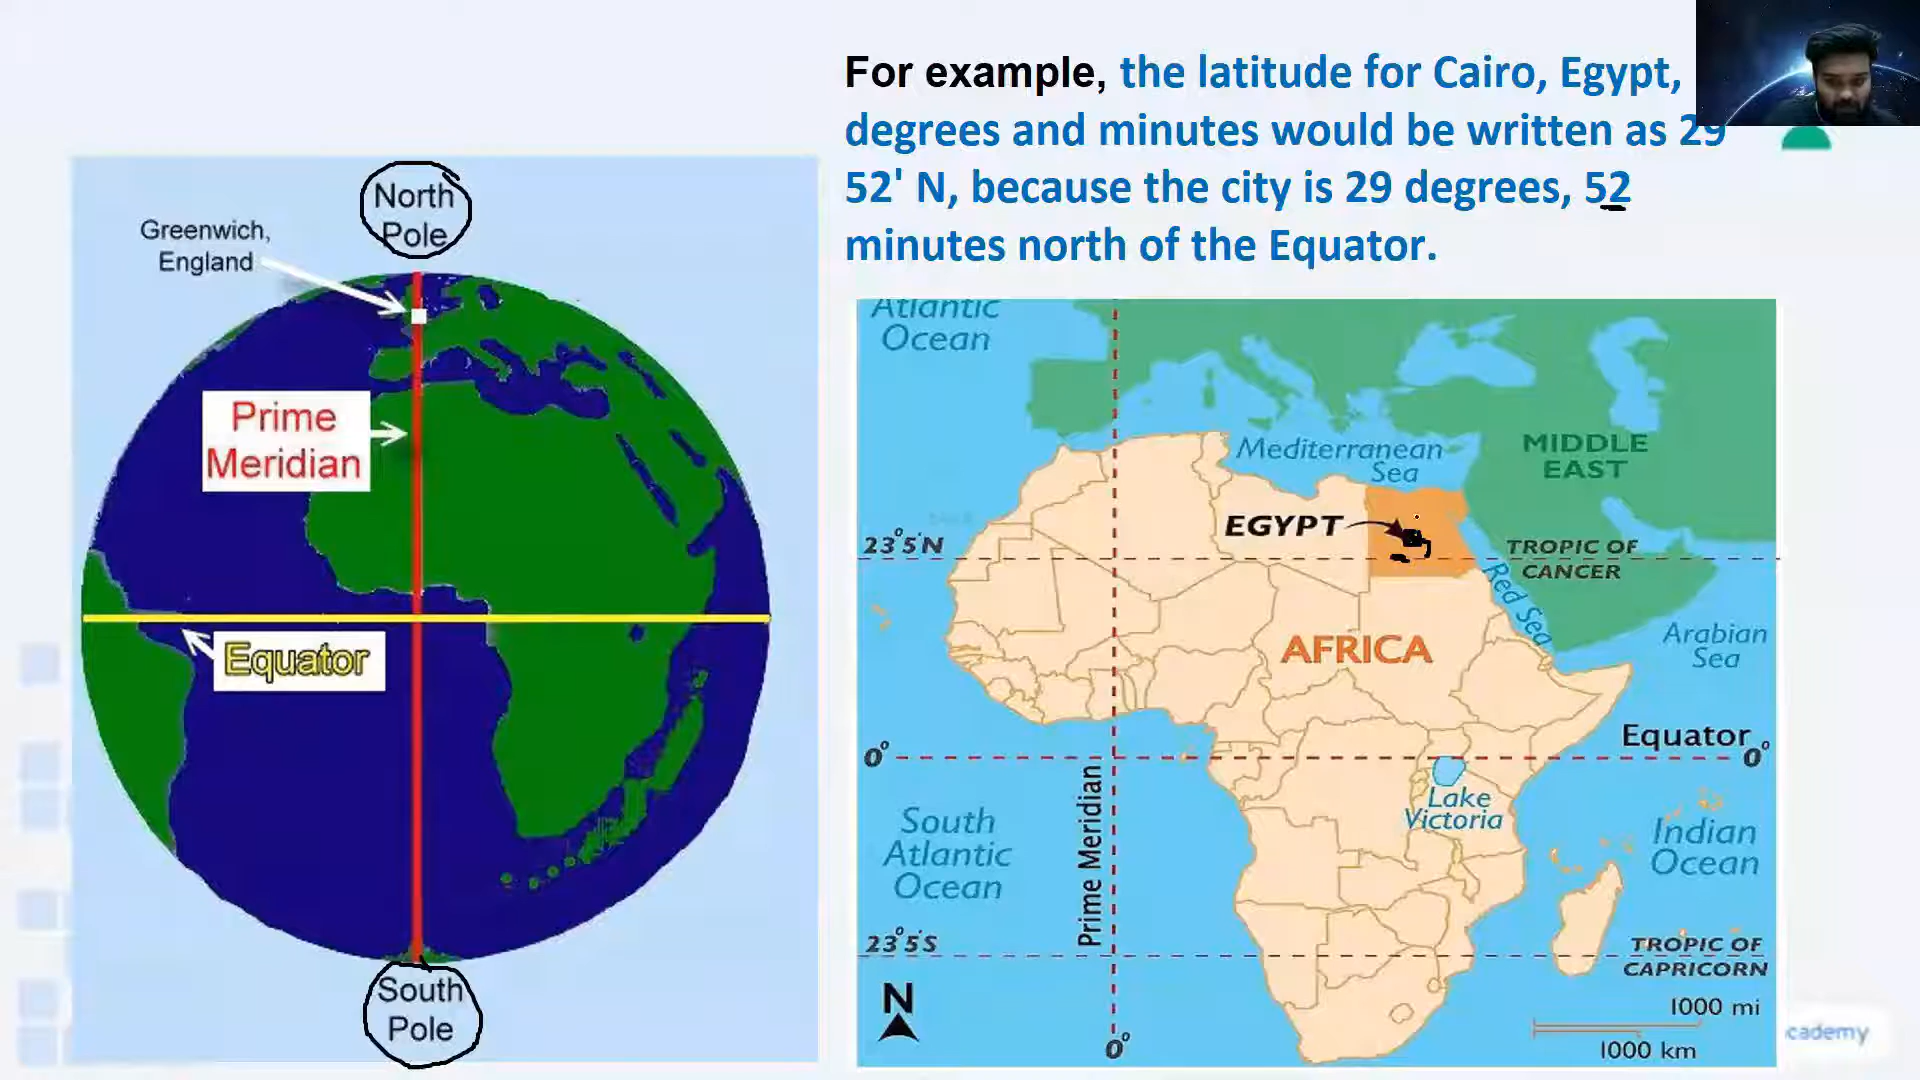 For example, the latitude for Cairo, Egypt,
degrees and minutes would be written as 29
52' N, because the city is 29 degrees, 52
minutes north of the Equator.
North
Pole
Greenwich,
England
Prime
Meridian
Equator
South
Pole
Atlantic
Ocean
Mediterranean
Sea
MIDDLE
EAST
EGYPT
23°5'N
TROPIC OF
CANCER
Red Sea
AFRICA
Arabian
Sea
Equator
0°
0°
Prime Meridian
Lake
Victoria
South
Atlantic
Ocean
Indian
Ocean
23°5'S
TROPIC OF
CAPRICORN
N
0°
1000 mi
1000 km
cademy